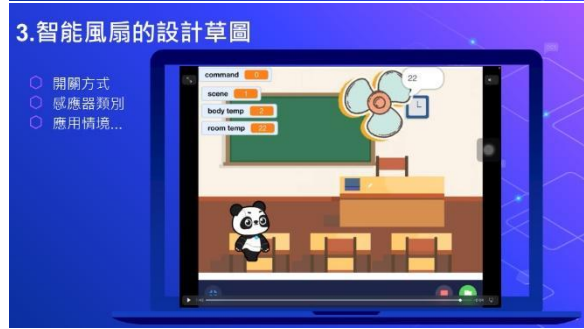 3.智能風扇的設計草圖
開關方式
感應器類別
應用情境...
command 0
scene 1
body temp 2
room temp 22
22